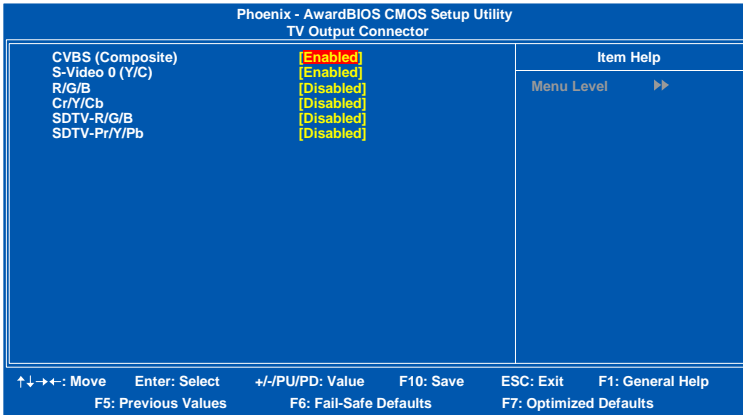 Phoenix - AwardBIOS CMOS Setup Utility
TV Output Connector
CVBS (Composite) [Enabled]
S-Video 0 (Y/C) [Enabled]
R/G/B [Disabled]
Cr/Y/Cb [Disabled]
SDTV-R/G/B [Disabled]
SDTV-Pr/Y/Pb [Disabled]
Item Help
Menu Level ▶▶
↑↓→←: Move Enter: Select +/-/PU/PD: Value F10: Save ESC: Exit F1: General Help
F5: Previous Values F6: Fail-Safe Defaults F7: Optimized Defaults